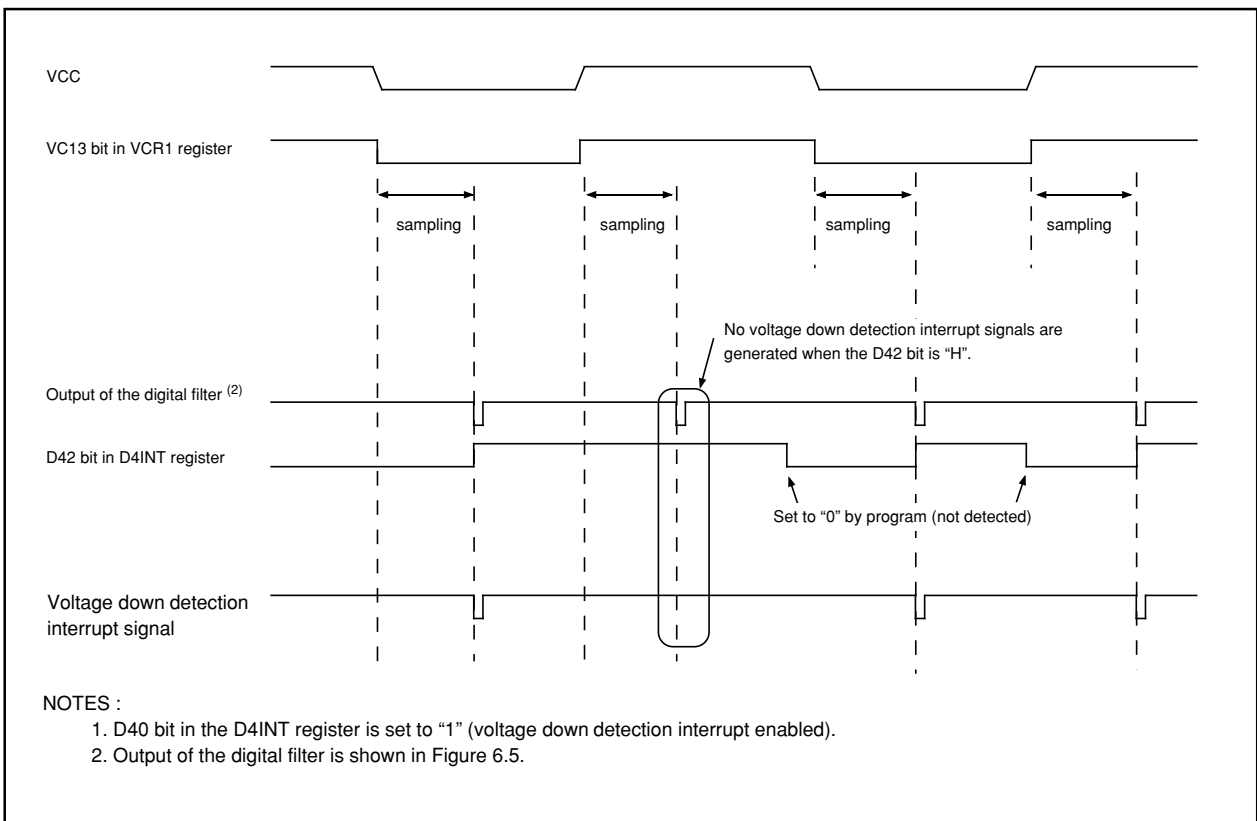 VCC
VC13 bit in VCR1 register
sampling
sampling
sampling
sampling
No voltage down detection interrupt signals are
generated when the D42 bit is “H”.
Output of the digital filter (2)
D42 bit in D4INT register
Set to “0” by program (not detected)
Voltage down detection
interrupt signal
NOTES :
1. D40 bit in the D4INT register is set to “1” (voltage down detection interrupt enabled).
2. Output of the digital filter is shown in Figure 6.5.